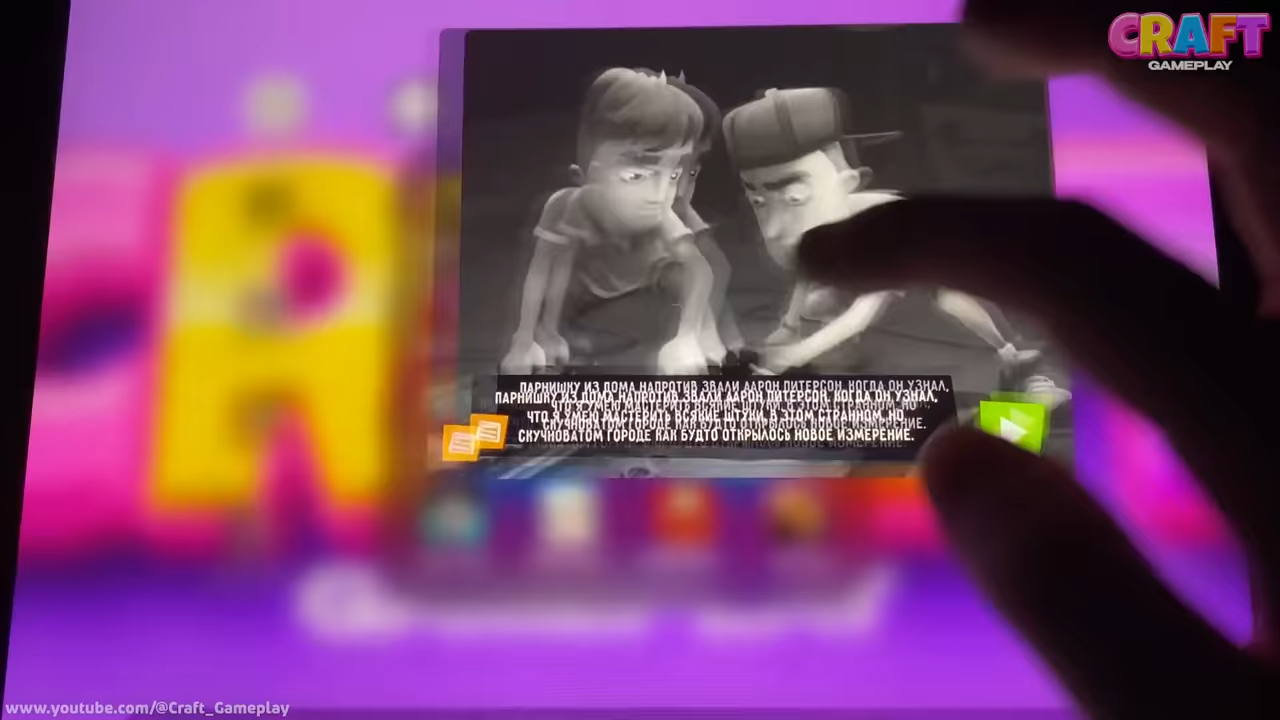 CRAFT
GAMEPLAY
ПАРНИШКУ ИЗ ДОМА НАПРОТИВ ЗВАЛИ ААРОН ПИТЕРСОН. КОГДА ОН УЗНАЛ,
ЧТО Я УМЕЮ МАСТЕРИТЬ ВСЯКИЕ ШТУКИ, В ЭТОМ СТРАННОМ, НО
СКУЧНОВАТОМ ГОРОДЕ КАК БУДТО ОТКРЫЛОСЬ НОВОЕ ИЗМЕРЕНИЕ.
www.youtube.com/@Craft_Gameplay